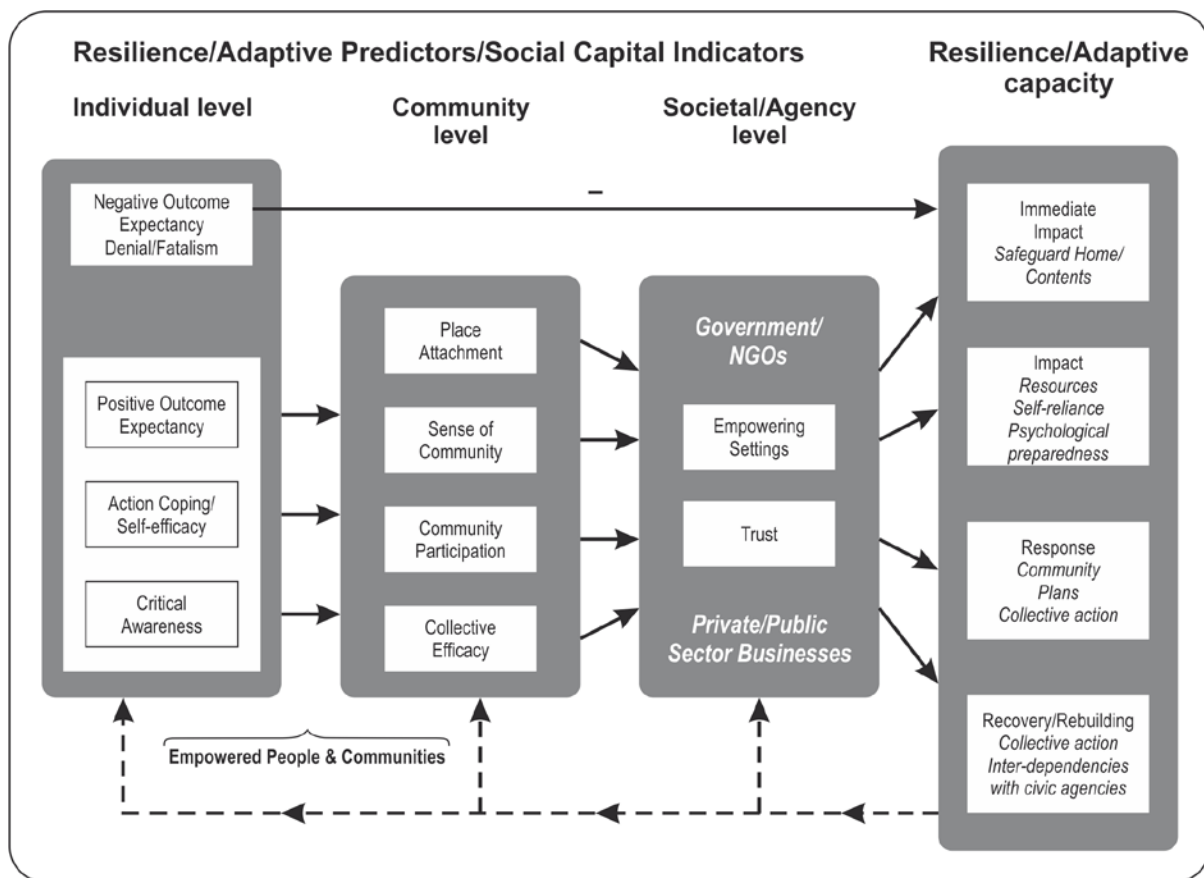 Resilience/Adaptive Predictors/Social Capital Indicators
Resilience/Adaptive
capacity
Individual level
Community
level
Societal/Agency
level
Negative Outcome
Expectancy
Denial/Fatalism
–
Positive Outcome
Expectancy
Action Coping/
Self-efficacy
Critical
Awareness
Place
Attachment
Sense of
Community
Community
Participation
Collective
Efficacy
Government/
NGOs
Empowering
Settings
Trust
Private/Public
Sector Businesses
Immediate
Impact
Safeguard Home/
Contents
Impact
Resources
Self-reliance
Psychological
preparedness
Response
Community
Plans
Collective action
Recovery/Rebuilding
Collective action
Inter-dependencies
with civic agencies
Empowered People & Communities